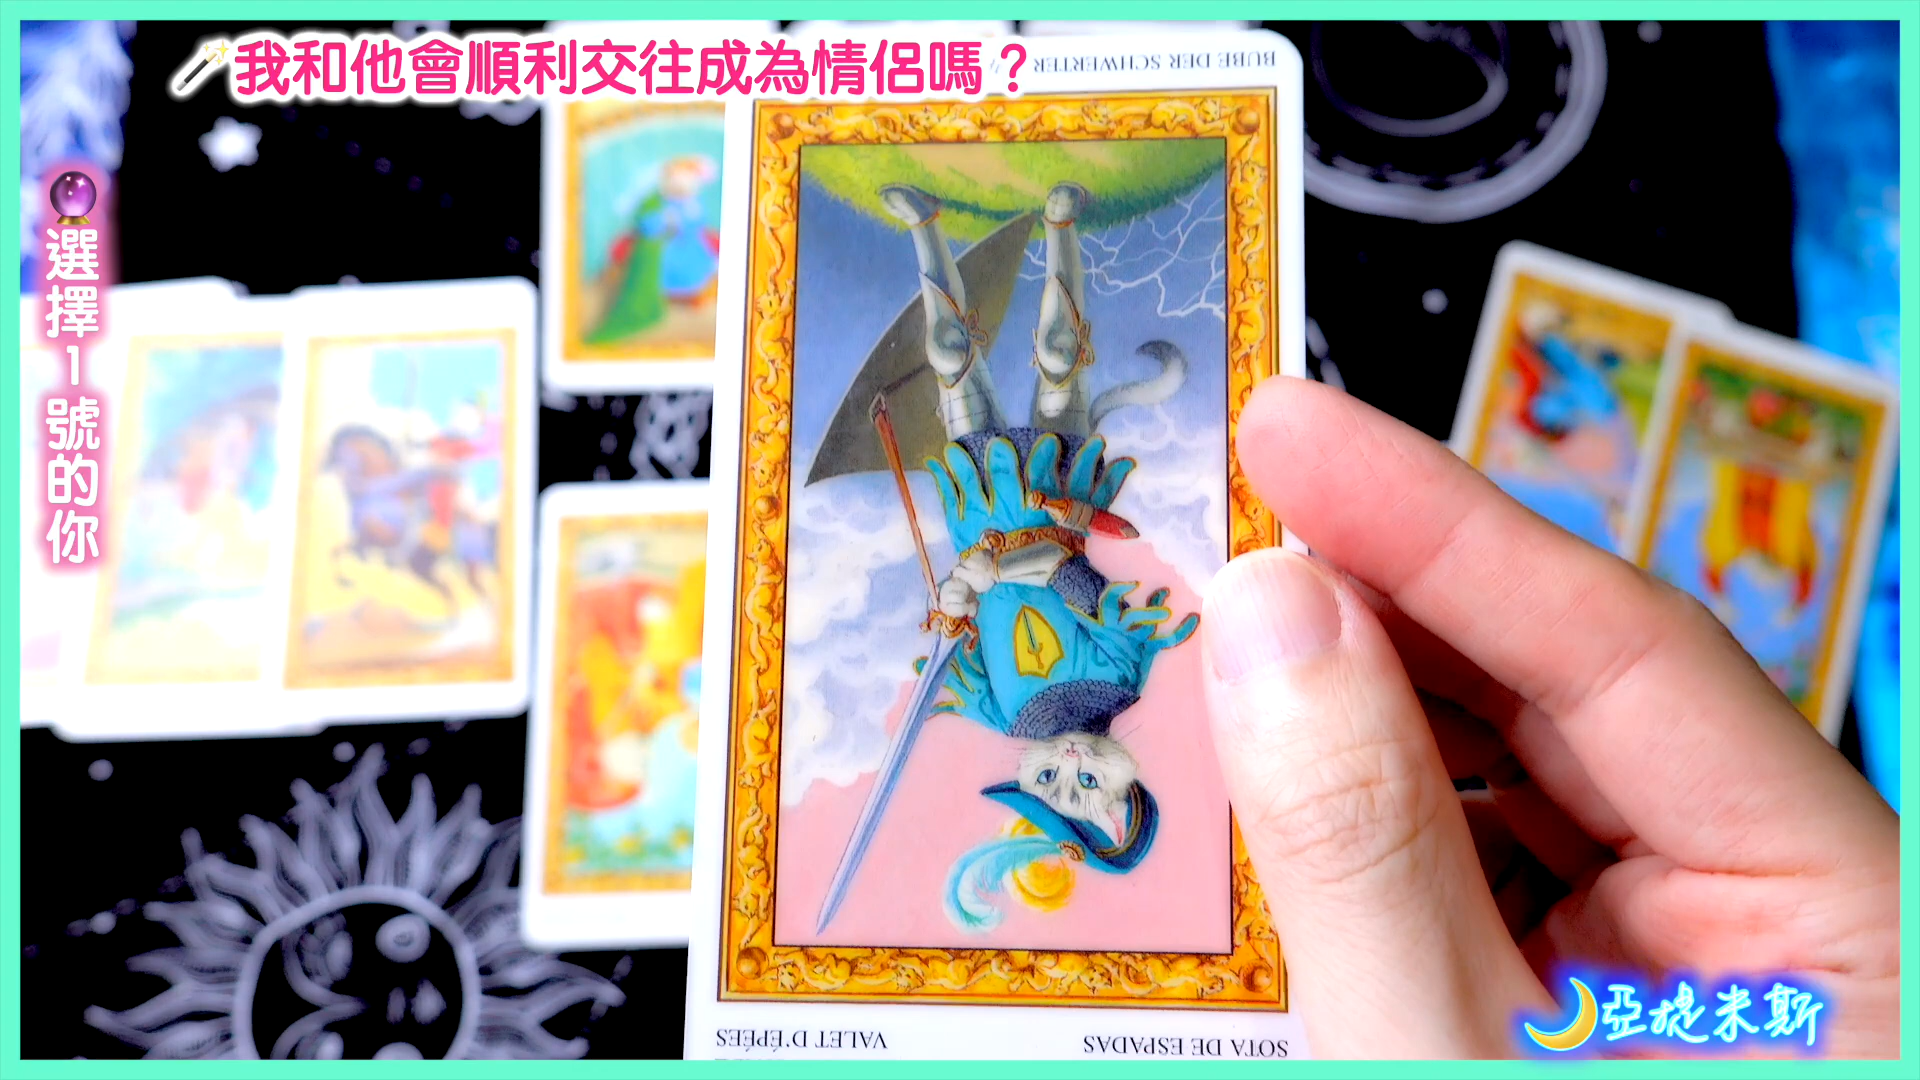 我和他會順利交往成為情侶嗎？
BUBE DER SCHWERTER
選擇1號的你
VALET D'ÉPÉES
SOTA DE ESPADAS
亞堤米斯